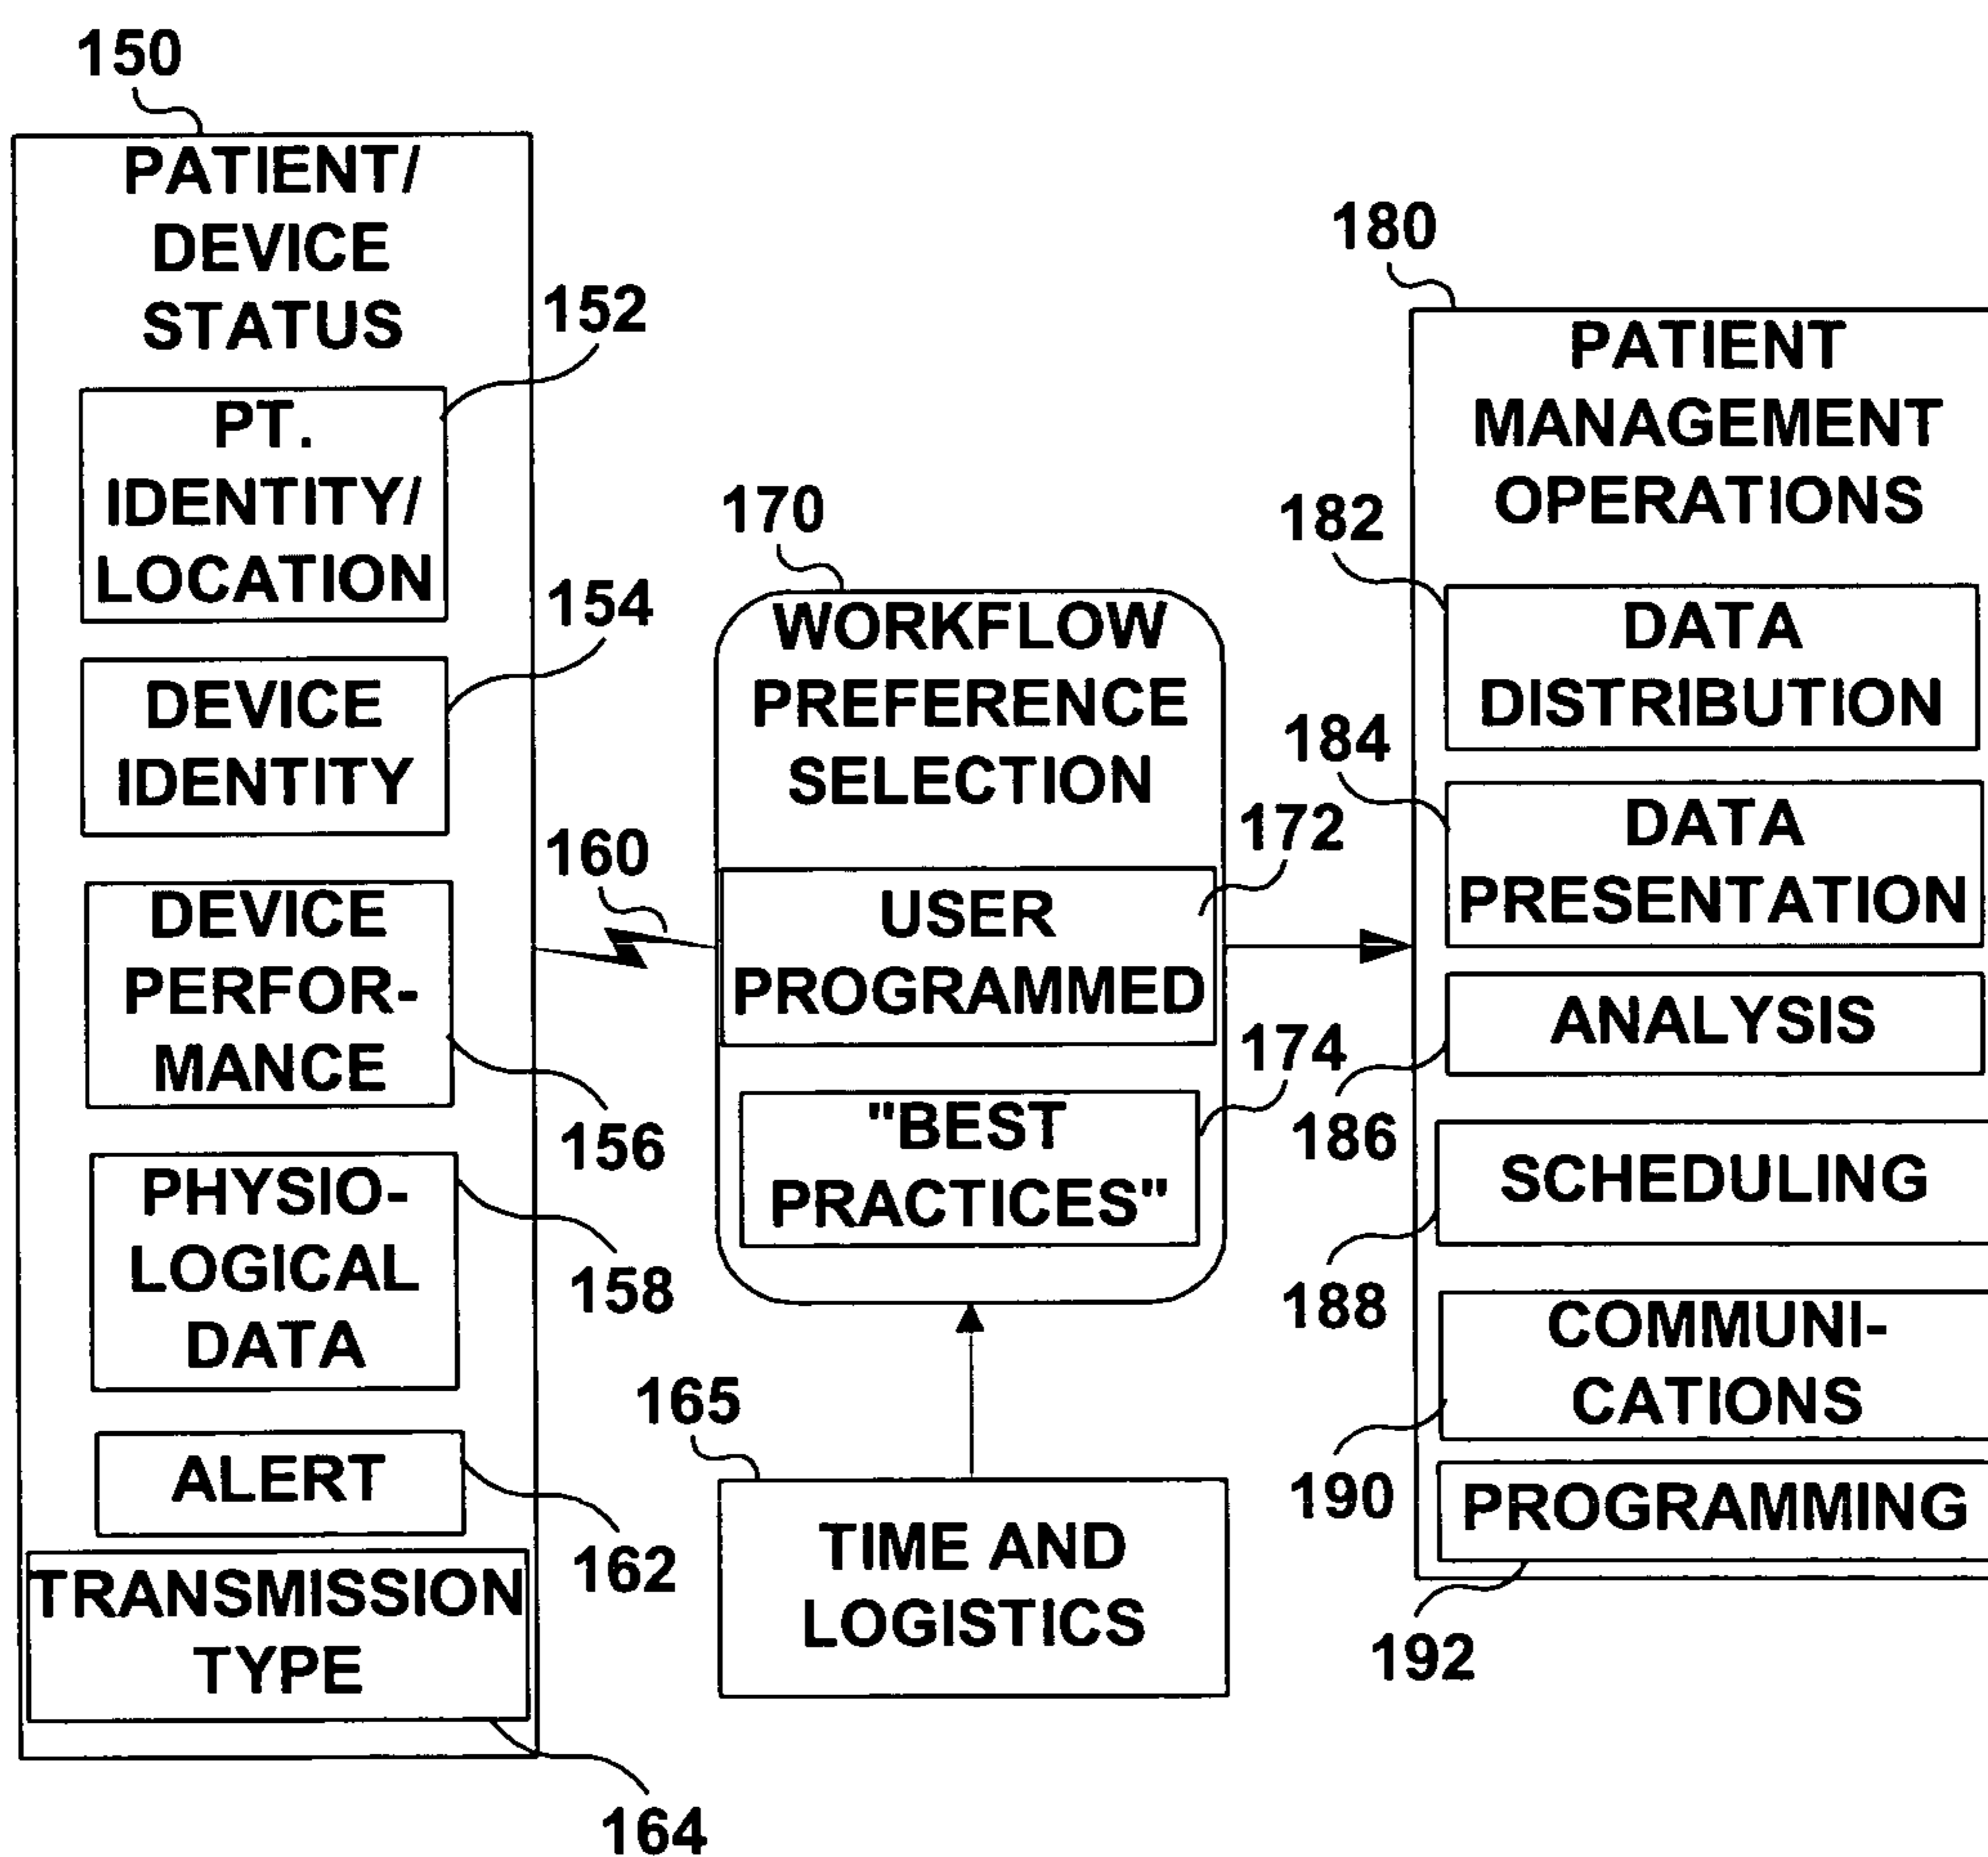 150
PATIENT/
DEVICE
STATUS
152
PT.
IDENTITY/
LOCATION
154
DEVICE
IDENTITY
DEVICE
PERFOR-
MANCE
156
PHYSIO-
LOGICAL
DATA
158
ALERT
162
TRANSMISSION
TYPE
164
160
170
WORKFLOW
PREFERENCE
SELECTION
172
USER
PROGRAMMED
174
"BEST
PRACTICES"
165
TIME AND
LOGISTICS
180
PATIENT
MANAGEMENT
OPERATIONS
182
DATA
DISTRIBUTION
184
DATA
PRESENTATION
ANALYSIS
186
SCHEDULING
188
COMMUNI-
CATIONS
190
PROGRAMMING
192